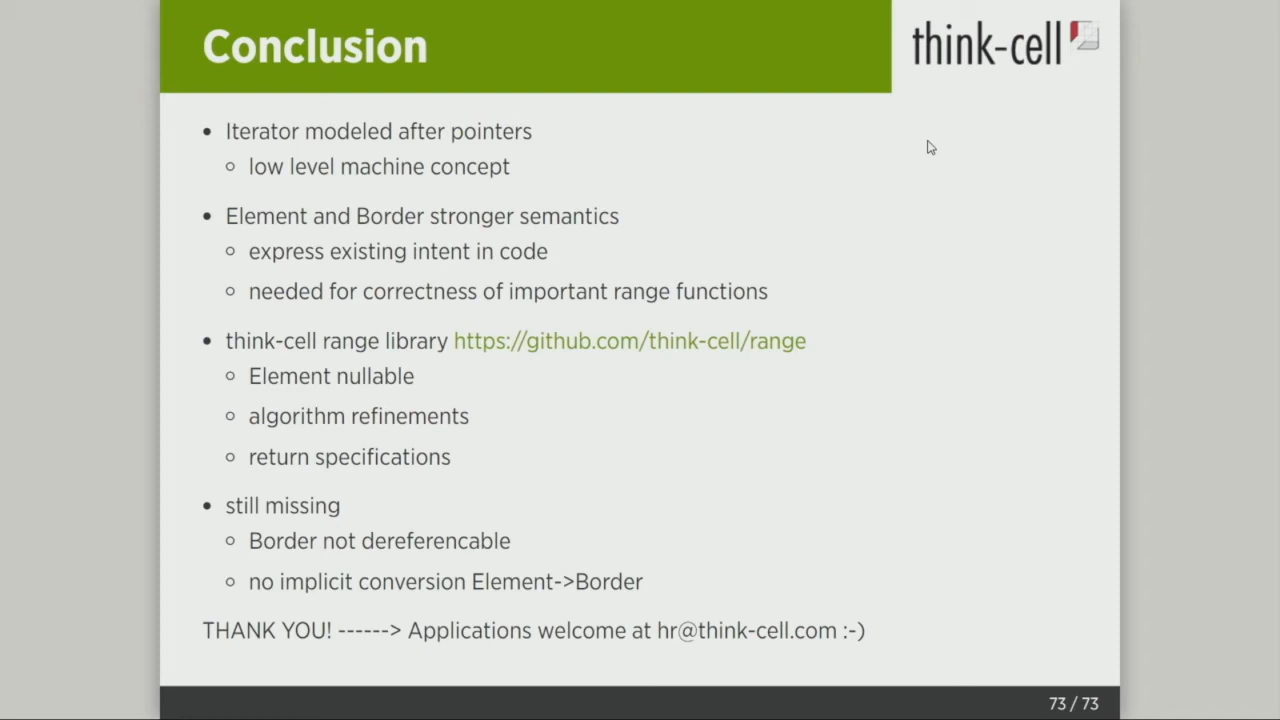 Conclusion
think-cell
• Iterator modeled after pointers
○ low level machine concept
• Element and Border stronger semantics
○ express existing intent in code
○ needed for correctness of important range functions
• think-cell range library https://github.com/think-cell/range
○ Element nullable
○ algorithm refinements
○ return specifications
• still missing
○ Border not dereferencable
○ no implicit conversion Element->Border
THANK YOU! ------> Applications welcome at hr@think-cell.com :-)
73 / 73